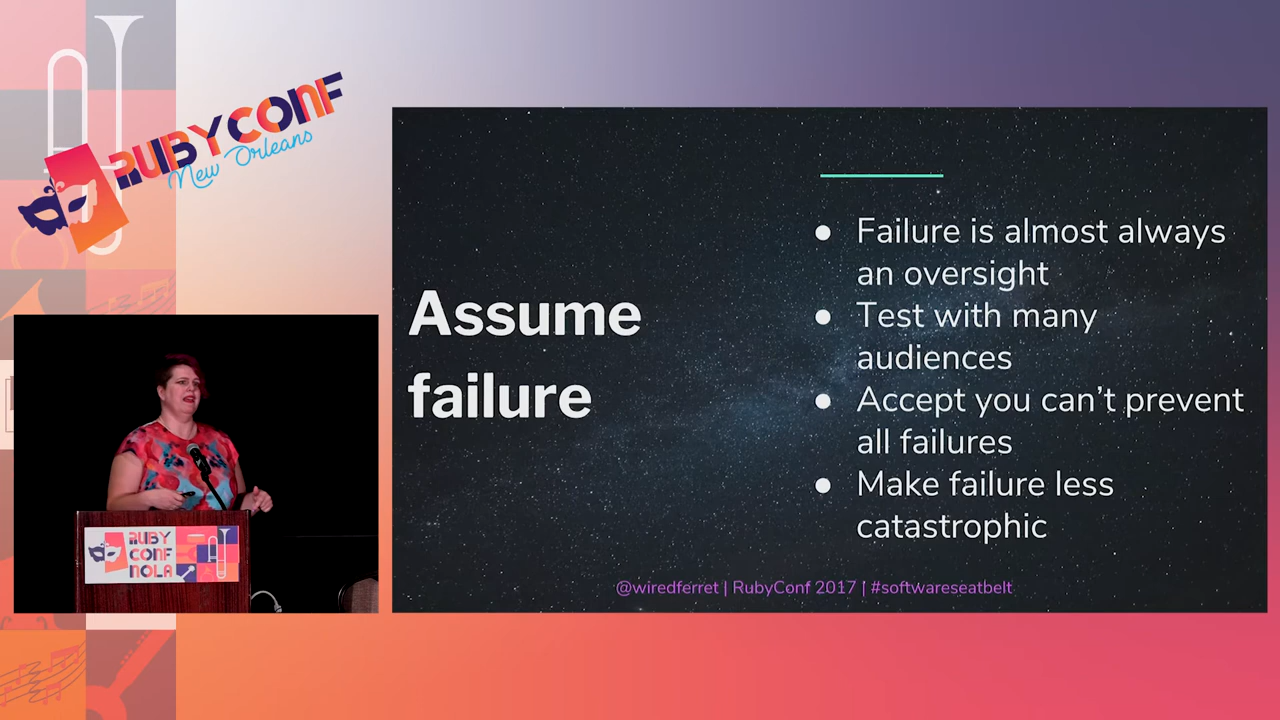 RUBYCONF
New Orleans
Assume
failure
● Failure is almost always
an oversight
● Test with many
audiences
● Accept you can’t prevent
all failures
● Make failure less
catastrophic
@wiredferret | RubyConf 2017 | #softwareseatbelt
RUBY
CONF
NOLA